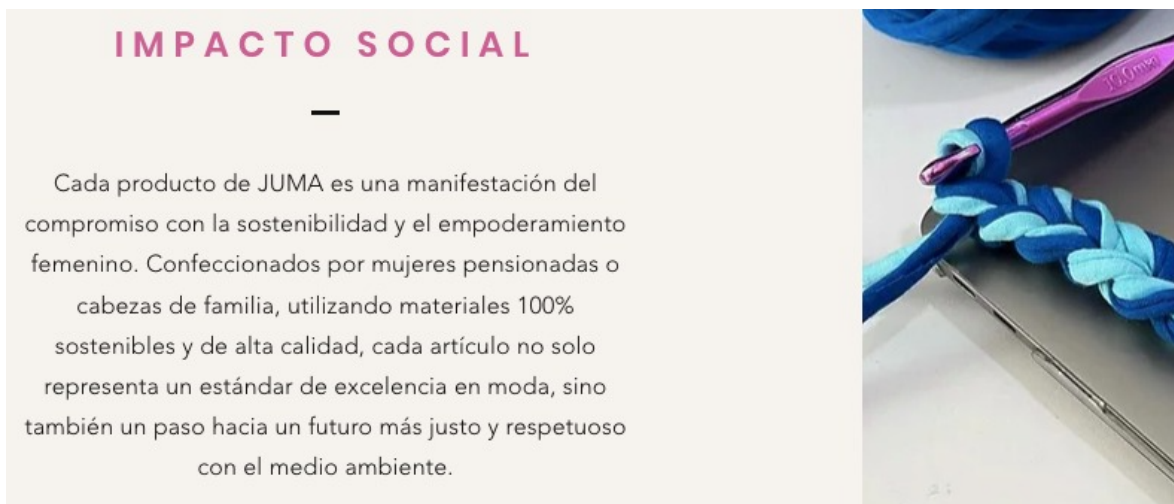 IMPACTO SOCIAL
Cada producto de JUMA es una manifestación del
compromiso con la sostenibilidad y el empoderamiento
femenino. Confeccionados por mujeres pensionadas o
cabezas de familia, utilizando materiales 100%
sostenibles y de alta calidad, cada artículo no solo
representa un estándar de excelencia en moda, sino
también un paso hacia un futuro más justo y respetuoso
con el medio ambiente.
10.0mm